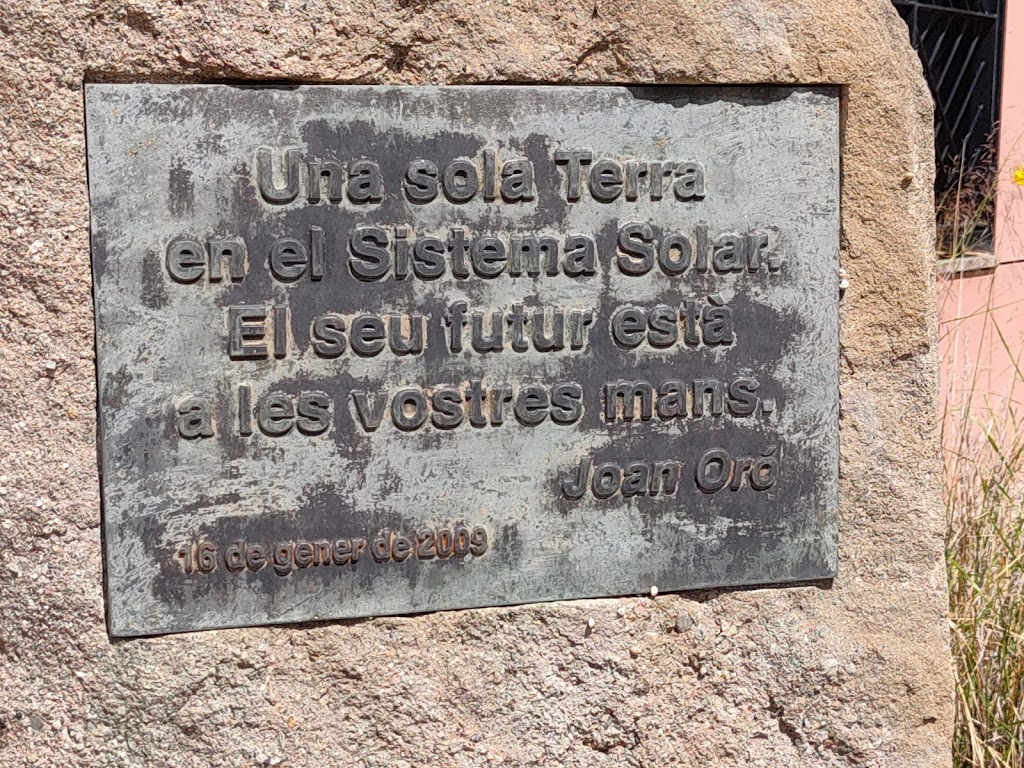 Una sola Terra
en el Sistema Solar.
El seu futur està
a les vostres mans.
Joan Oró
16 de gener de 2009